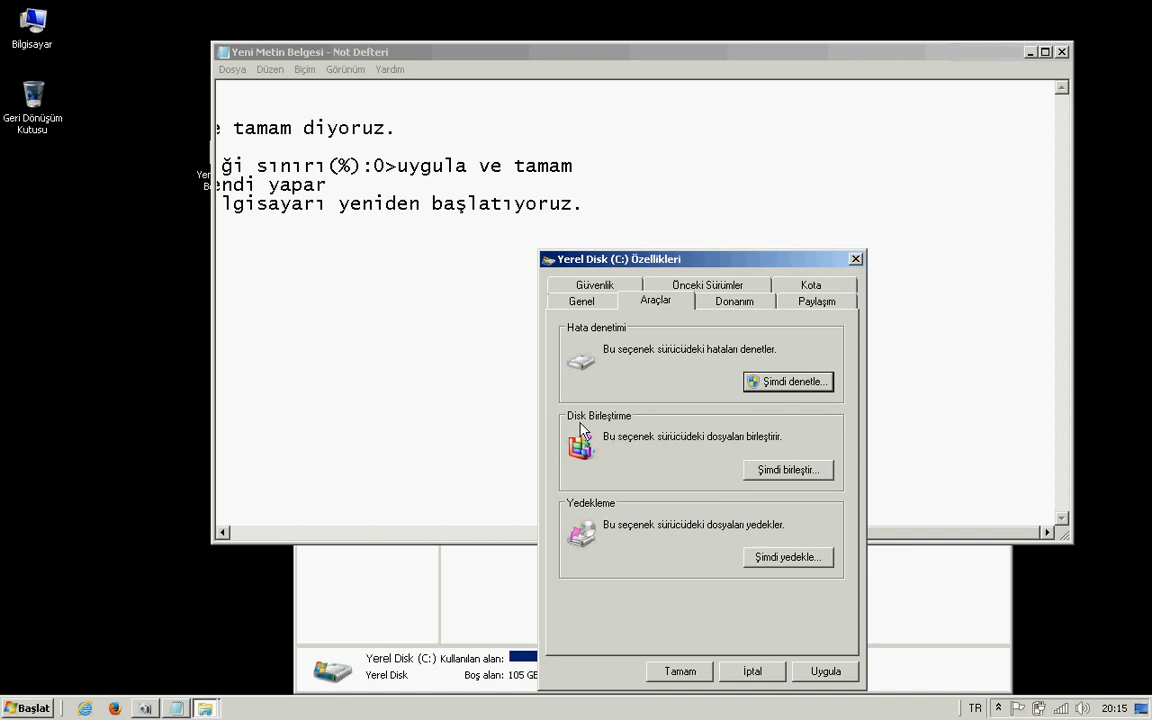 Bilgisayar
Geri Dönüşüm
Kutusu
Yeni Metin Belgesi - Not Defteri
Dosya Düzen Biçim Görünüm Yardım
e tamam diyoruz.
ği sınırı(%):0>uygula ve tamam
endi yapar
lgisayarı yeniden başlatıyoruz.
Yerel Disk (C:) Özellikleri
Güvenlik Önceki Sürümler Kota
Genel Araçlar Donanım Paylaşım
Hata denetimi
Bu seçenek sürücüdeki hataları denetler.
Şimdi denetle...
Disk Birleştirme
Bu seçenek sürücüdeki dosyaları birleştirir.
Şimdi birleştir...
Yedekleme
Bu seçenek sürücüdeki dosyaları yedekler.
Şimdi yedekle...
Tamam İptal Uygula
Yerel Disk (C:) Kullanılan alan:
Yerel Disk Boş alan: 105 GB
Başlat
TR
20:15